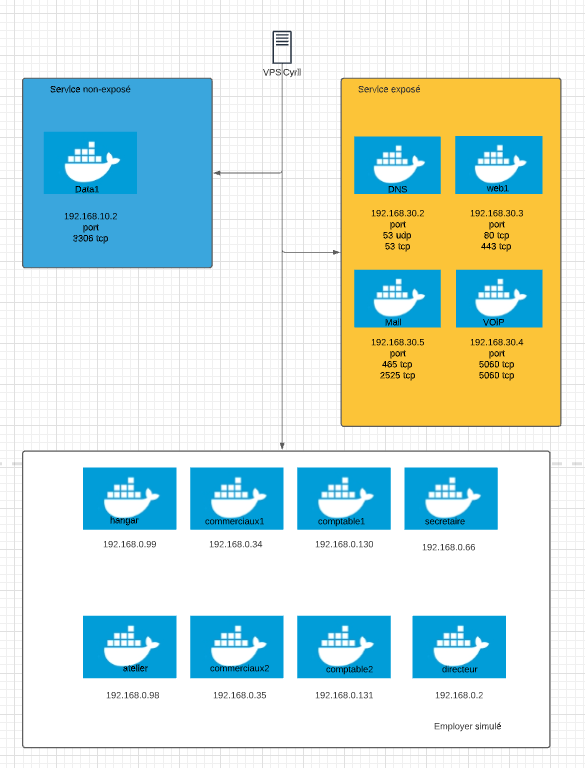 VPS Cyril
Service non-exposé
Data1
192.168.10.2
port
3306 tcp
Service exposé
DNS
192.168.30.2
port
53 udp
53 tcp
web1
192.168.30.3
port
80 tcp
443 tcp
Mail
192.168.30.5
port
465 tcp
2525 tcp
VOIP
192.168.30.4
port
5060 tcp
5060 tcp
hangar
192.168.0.99
commerciaux1
192.168.0.34
comptable1
192.168.0.130
secretaire
192.168.0.66
atelier
192.168.0.98
commerciaux2
192.168.0.35
comptable2
192.168.0.131
directeur
192.168.0.2
Employer simulé